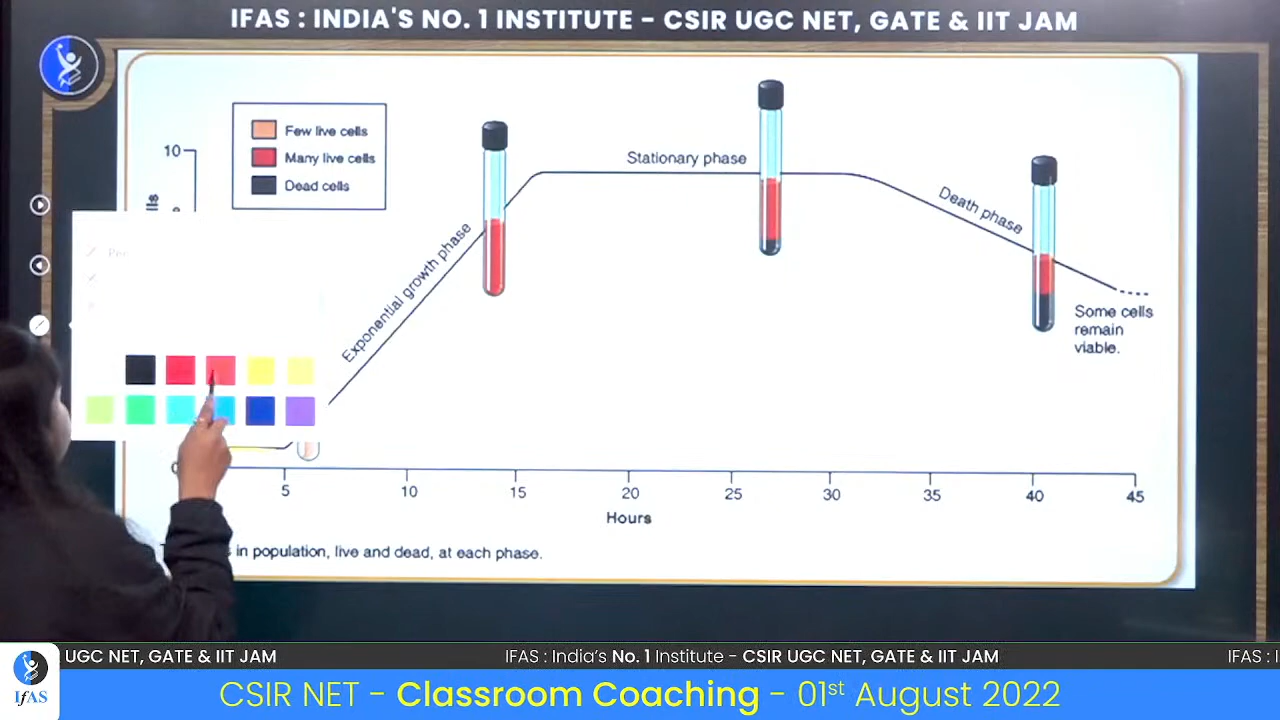 IFAS : INDIA'S NO. 1 INSTITUTE - CSIR UGC NET, GATE & IIT JAM
Few live cells
Many live cells
Dead cells
10
Stationary phase
Death phase
Exponential growth phase
Some cells
remain
viable.
5
10
15
20
25
30
35
40
45
Hours
in population, live and dead, at each phase.
UGC NET, GATE & IIT JAM
IFAS : India's No. 1 Institute - CSIR UGC NET, GATE & IIT JAM
IFAS : I
IfAS
CSIR NET - Classroom Coaching - 01st August 2022